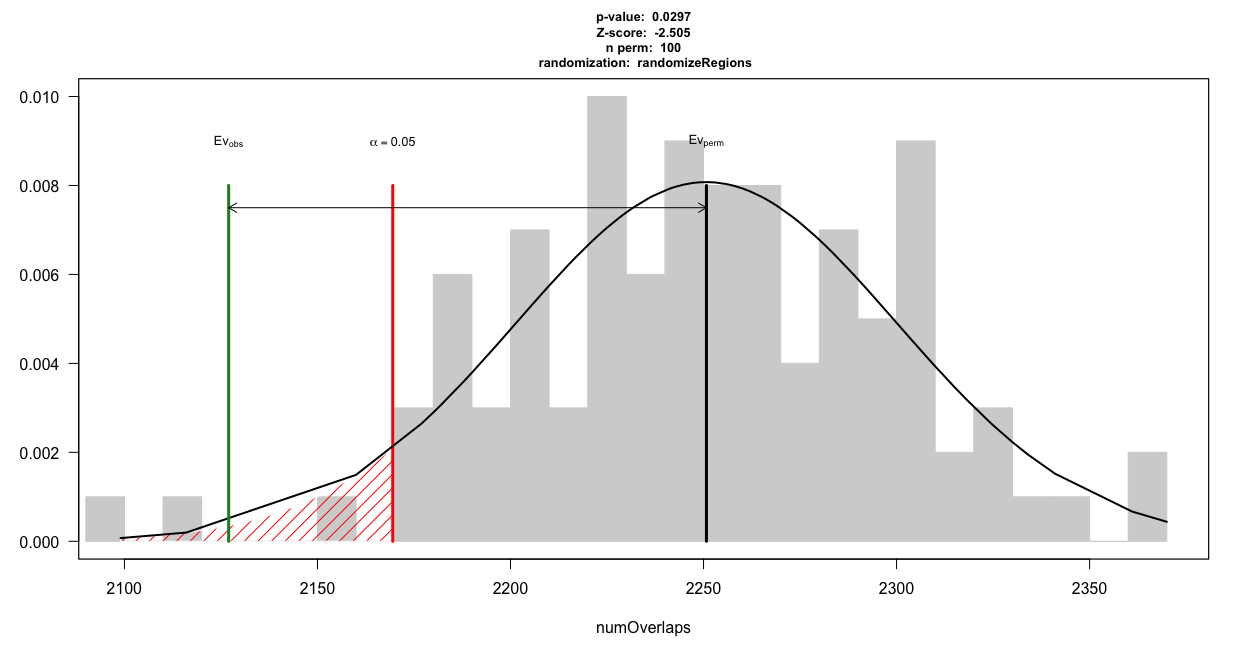 p-value: 0.0297
Z-score: -2.505
n perm: 100
randomization: randomizeRegions
0.010
0.008
0.006
0.004
0.002
0.000
Evobs
α = 0.05
Evperm
2100 2150 2200 2250 2300 2350
numOverlaps